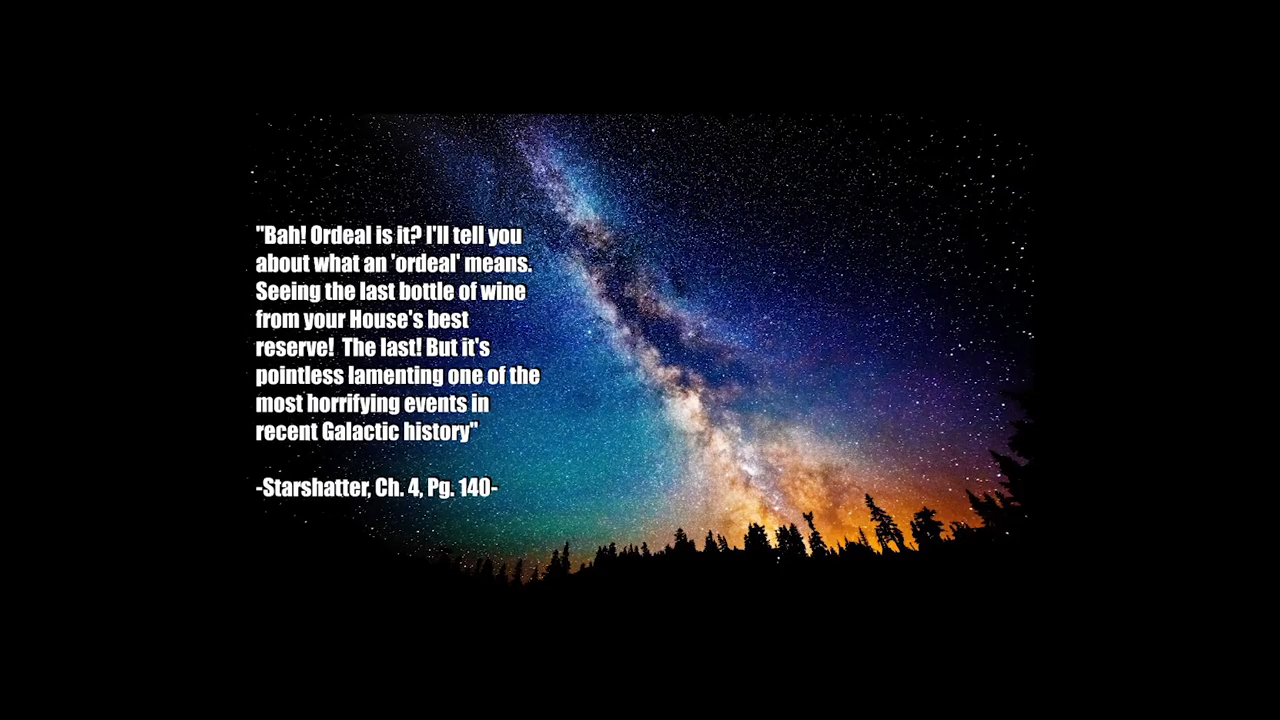 "Bah! Ordeal is it? I'll tell you
about what an 'ordeal' means.
Seeing the last bottle of wine
from your House's best
reserve!  The last! But it's
pointless lamenting one of the
most horrifying events in
recent Galactic history"
-Starshatter, Ch. 4, Pg. 140-